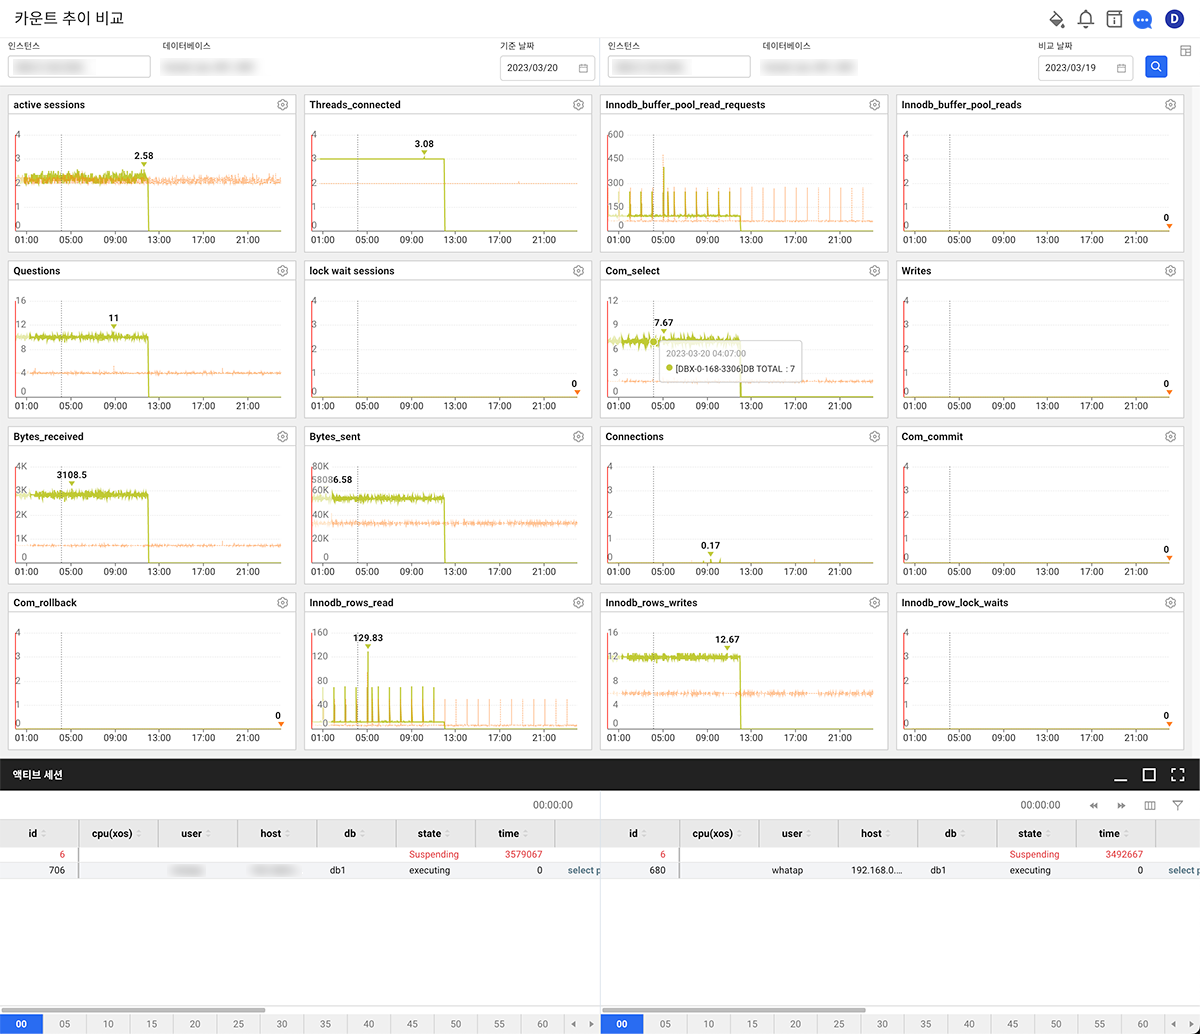 카운트 추이 비교
D
인스턴스 데이터베이스 기준 날짜 인스턴스 데이터베이스 비교 날짜
2023/03/20 2023/03/19
active sessions Threads_connected Innodb_buffer_pool_read_requests Innodb_buffer_pool_reads
4 4 600 4
2.58 3.08
3 3 450 3
2 2 300 2
1 1 150 1
0 0 0 0 0
01:00 05:00 09:00 13:00 17:00 21:00 01:00 05:00 09:00 13:00 17:00 21:00 01:00 05:00 09:00 13:00 17:00 21:00 01:00 05:00 09:00 13:00 17:00 21:00
Questions lock wait sessions Com_select Writes
16 4 12 4
11 7.67
12 3 9 3
8 2 6 2
2023-03-20 04:07:00
[DBX-0-168-3306]DB TOTAL : 7
4 1 3 1
0 0 0 0 0 0
01:00 05:00 09:00 13:00 17:00 21:00 01:00 05:00 09:00 13:00 17:00 21:00 01:00 05:00 09:00 13:00 17:00 21:00 01:00 05:00 09:00 13:00 17:00 21:00
Bytes_received Bytes_sent Connections Com_commit
4K 80K 4 4
3108.5 58086.58
3K 60K 3 3
2K 40K 2 2
1K 20K 1 1
0.17 0
0 0 0 0
01:00 05:00 09:00 13:00 17:00 21:00 01:00 05:00 09:00 13:00 17:00 21:00 01:00 05:00 09:00 13:00 17:00 21:00 01:00 05:00 09:00 13:00 17:00 21:00
Com_rollback Innodb_rows_read Innodb_rows_writes Innodb_row_lock_waits
4 160 16 4
129.83 12.67
3 120 12 3
2 80 8 2
1 40 4 1
0 0
0 0 0 0
01:00 05:00 09:00 13:00 17:00 21:00 01:00 05:00 09:00 13:00 17:00 21:00 01:00 05:00 09:00 13:00 17:00 21:00 01:00 05:00 09:00 13:00 17:00 21:00
액티브 세션
00:00:00 00:00:00
id cpu(xos) user host db state time id cpu(xos) user host db state time
6 Suspending 3579067 6 Suspending 3492667
706 db1 executing 0 select p 680 whatap 192.168.0.... db1 executing 0 select p
00 05 10 15 20 25 30 35 40 45 50 55 60 00 05 10 15 20 25 30 35 40 45 50 55 60